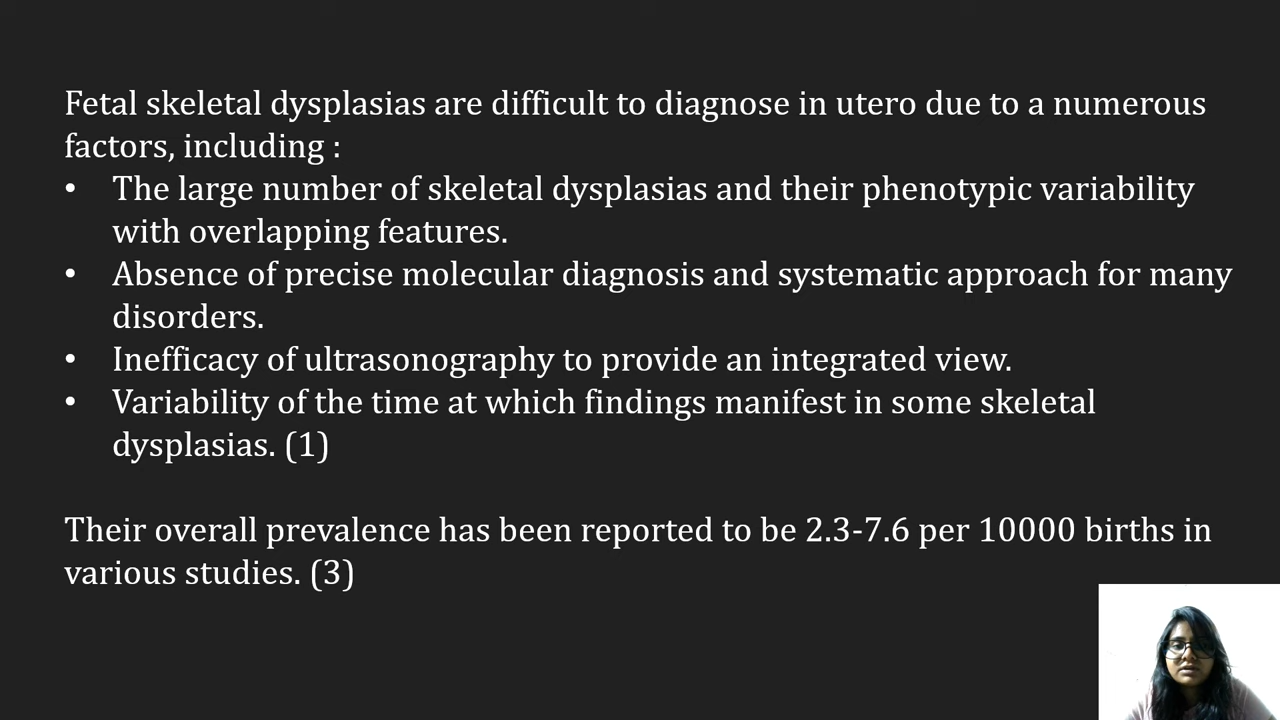 Fetal skeletal dysplasias are difficult to diagnose in utero due to a numerous
factors, including :
• The large number of skeletal dysplasias and their phenotypic variability
with overlapping features.
• Absence of precise molecular diagnosis and systematic approach for many
disorders.
• Inefficacy of ultrasonography to provide an integrated view.
• Variability of the time at which findings manifest in some skeletal
dysplasias. (1)
Their overall prevalence has been reported to be 2.3-7.6 per 10000 births in
various studies. (3)